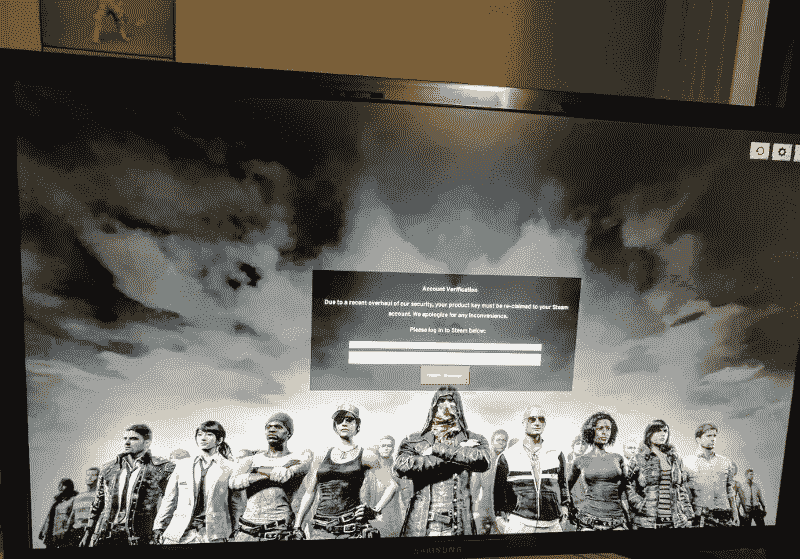 Account Verification
Due to a recent overhaul of our security, your product key must be re-claimed to your Steam
account. We apologize for any inconvenience.
Please log in to Steam below:
SAMSUNG